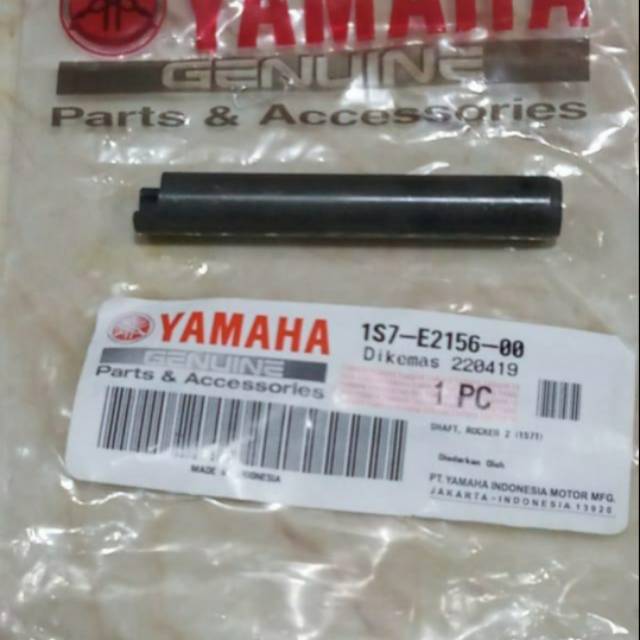 YAMAHA
GENUINE
Parts & Accessories
YAMAHA
GENUINE
Parts & Accessories
1S7-E2156-00
Dikemas 220419
1 PC
SHAFT, ROCKER 2 (1S71)
Diedarkan Oleh
PT. YAMAHA INDONESIA MOTOR MFG.
JAKARTA-INDONESIA 13920
MADE IN INDONESIA